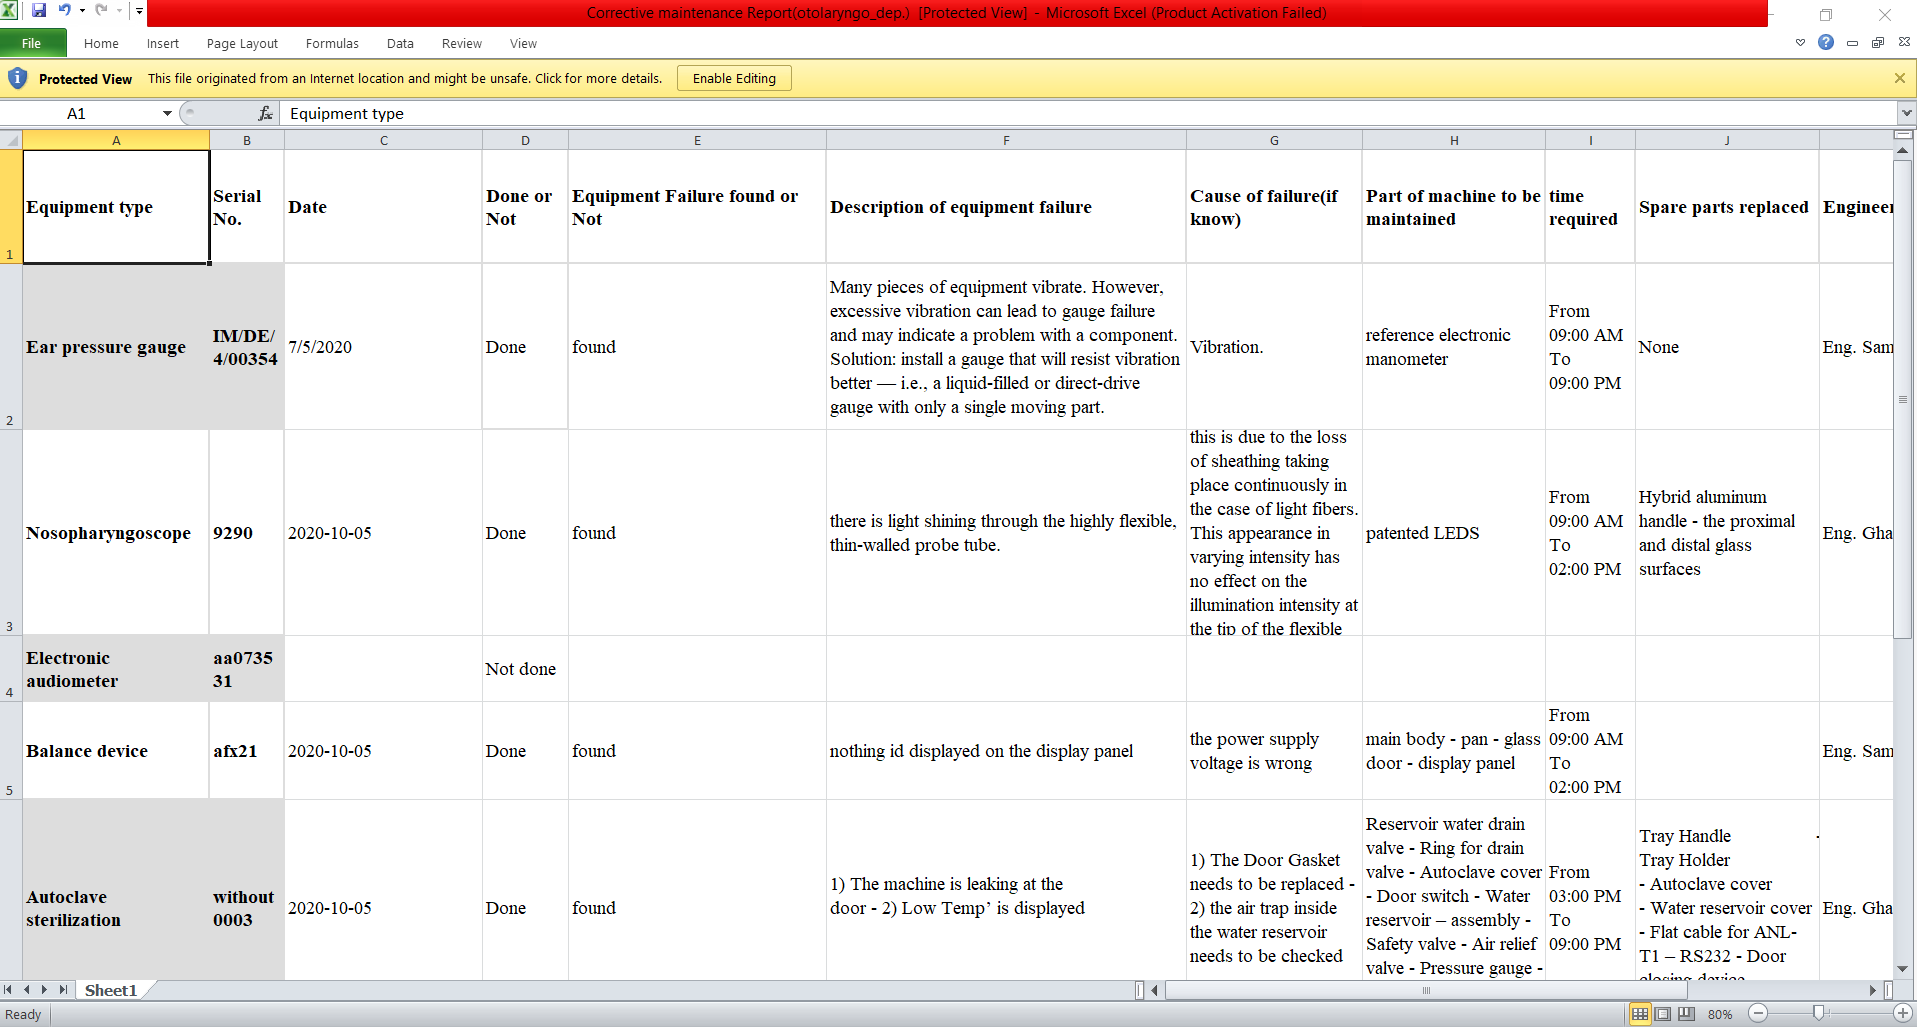 Corrective maintenance Report(otolaryngo_dep.) [Protected View] - Microsoft Excel (Product Activation Failed)
File Home Insert Page Layout Formulas Data Review View
Protected View This file originated from an Internet location and might be unsafe. Click for more details. Enable Editing
A1 fx Equipment type
A B C D E F G H I J
1
Equipment type
Serial
No.
Date
Done or
Not
Equipment Failure found or
Not
Description of equipment failure
Cause of failure(if
know)
Part of machine to be
maintained
time
required
Spare parts replaced
Engineer
2
Ear pressure gauge
IM/DE/
4/00354
7/5/2020
Done
found
Many pieces of equipment vibrate. However,
excessive vibration can lead to gauge failure
and may indicate a problem with a component.
Solution: install a gauge that will resist vibration
better — i.e., a liquid-filled or direct-drive
gauge with only a single moving part.
Vibration.
reference electronic
manometer
From
09:00 AM
To
09:00 PM
None
Eng. Sam
3
Nosopharyngoscope
9290
2020-10-05
Done
found
there is light shining through the highly flexible,
thin-walled probe tube.
this is due to the loss
of sheathing taking
place continuously in
the case of light fibers.
This appearance in
varying intensity has
no effect on the
illumination intensity at
the tip of the flexible
patented LEDS
From
09:00 AM
To
02:00 PM
Hybrid aluminum
handle - the proximal
and distal glass
surfaces
Eng. Gha
4
Electronic
audiometer
aa0735
31
Not done
5
Balance device
afx21
2020-10-05
Done
found
nothing id displayed on the display panel
the power supply
voltage is wrong
main body - pan - glass
door - display panel
From
09:00 AM
To
02:00 PM
Eng. Sam
Autoclave
sterilization
without
0003
2020-10-05
Done
found
1) The machine is leaking at the
door - 2) Low Temp’ is displayed
1) The Door Gasket
needs to be replaced -
2) the air trap inside
the water reservoir
needs to be checked
Reservoir water drain
valve - Ring for drain
valve - Autoclave cover
- Door switch - Water
reservoir – assembly -
Safety valve - Air relief
valve - Pressure gauge -
From
03:00 PM
To
09:00 PM
Tray Handle -
Tray Holder
- Autoclave cover
- Water reservoir cover
- Flat cable for ANL-
T1 – RS232 - Door
closing device
Eng. Gha
Sheet1
Ready 80%